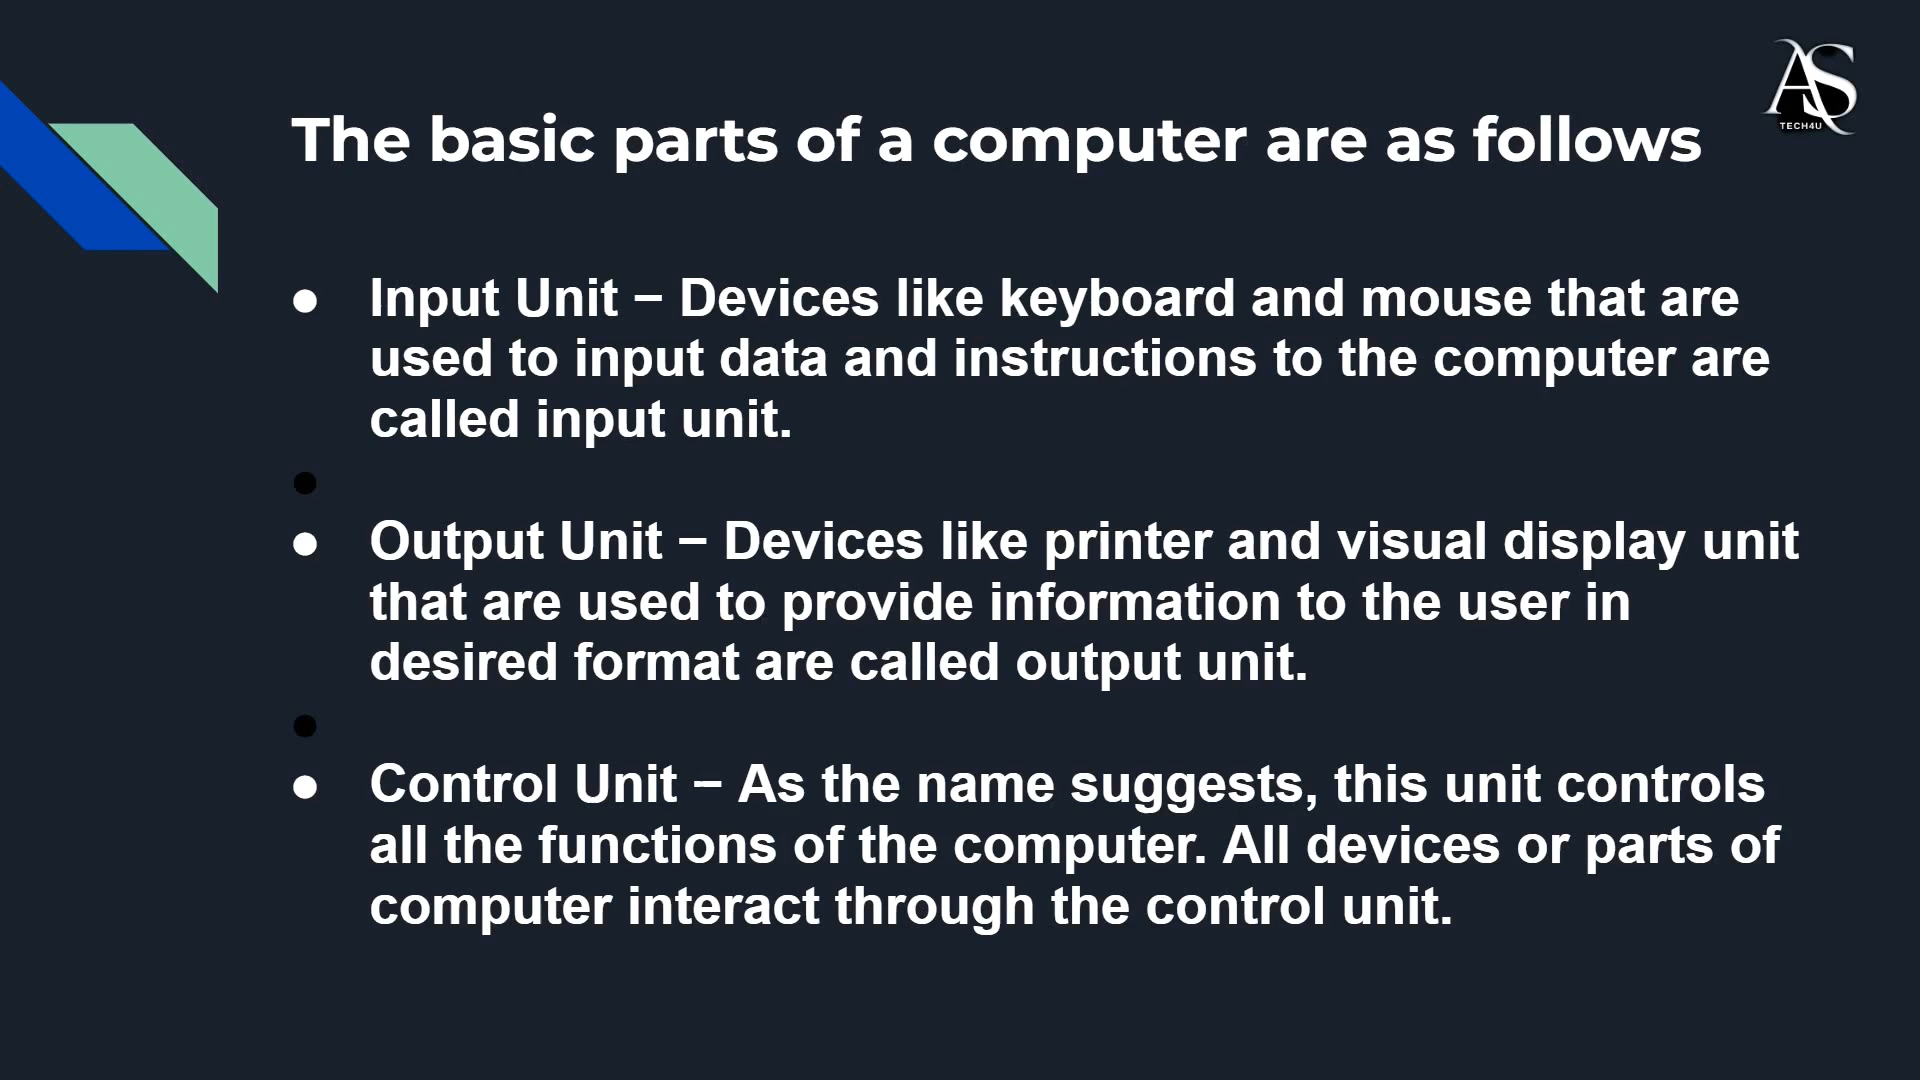 AS
TECH4U
The basic parts of a computer are as follows
● Input Unit − Devices like keyboard and mouse that are
used to input data and instructions to the computer are
called input unit.
●
● Output Unit − Devices like printer and visual display unit
that are used to provide information to the user in
desired format are called output unit.
●
● Control Unit − As the name suggests, this unit controls
all the functions of the computer. All devices or parts of
computer interact through the control unit.